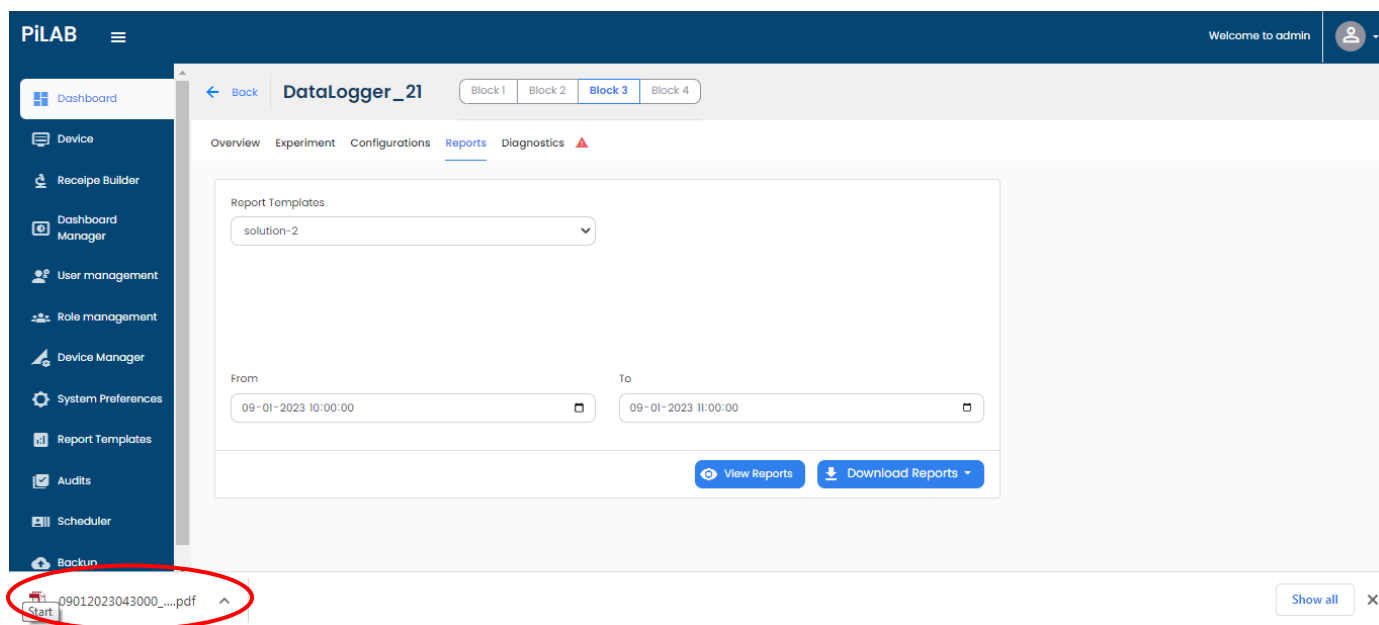 PiLAB
Welcome to admin
Dashboard
Device
Receipe Builder
Dashboard
Manager
User management
Role management
Device Manager
System Preferences
Report Templates
Audits
Scheduler
Backup
Back
DataLogger_21
Block 1 Block 2 Block 3 Block 4
Overview Experiment Configurations Reports Diagnostics
Report Templates
solution-2
From
To
09-01-2023 10:00:00
09-01-2023 11:00:00
View Reports
Download Reports
09012023043000_....pdf
Start
Show all